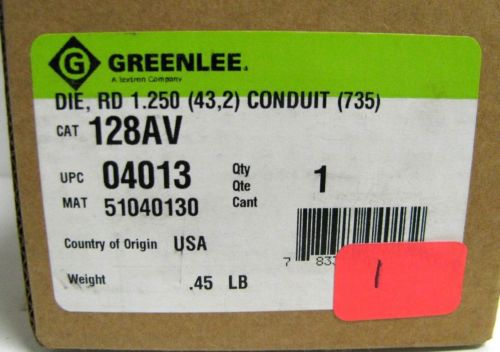 G GREENLEE.
A Textron Company
DIE, RD 1.250 (43,2) CONDUIT (735)
CAT 128AV
UPC 04013
MAT 51040130
Qty
Qte
Cant
1
Country of Origin USA
Weight .45 LB
7 833
1